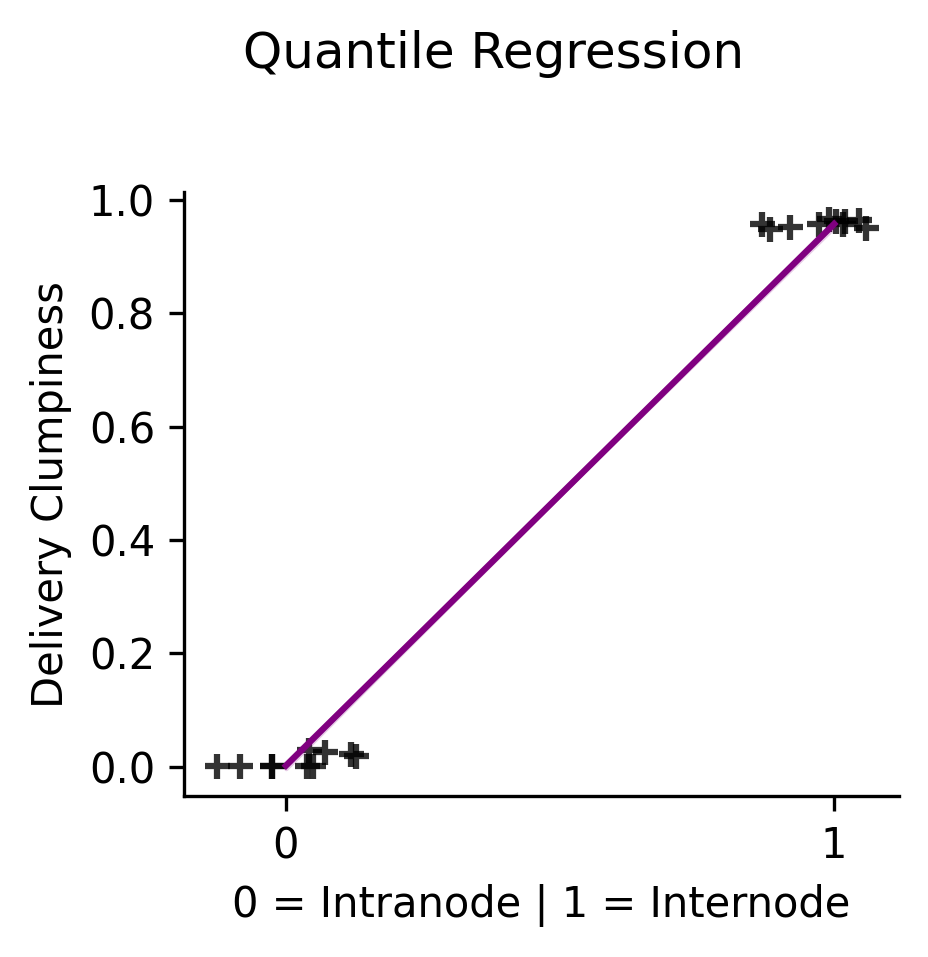 Quantile Regression
1.0
0.8
0.6
0.4
0.2
0.0
Delivery Clumpiness
0
1
0 = Intranode | 1 = Internode